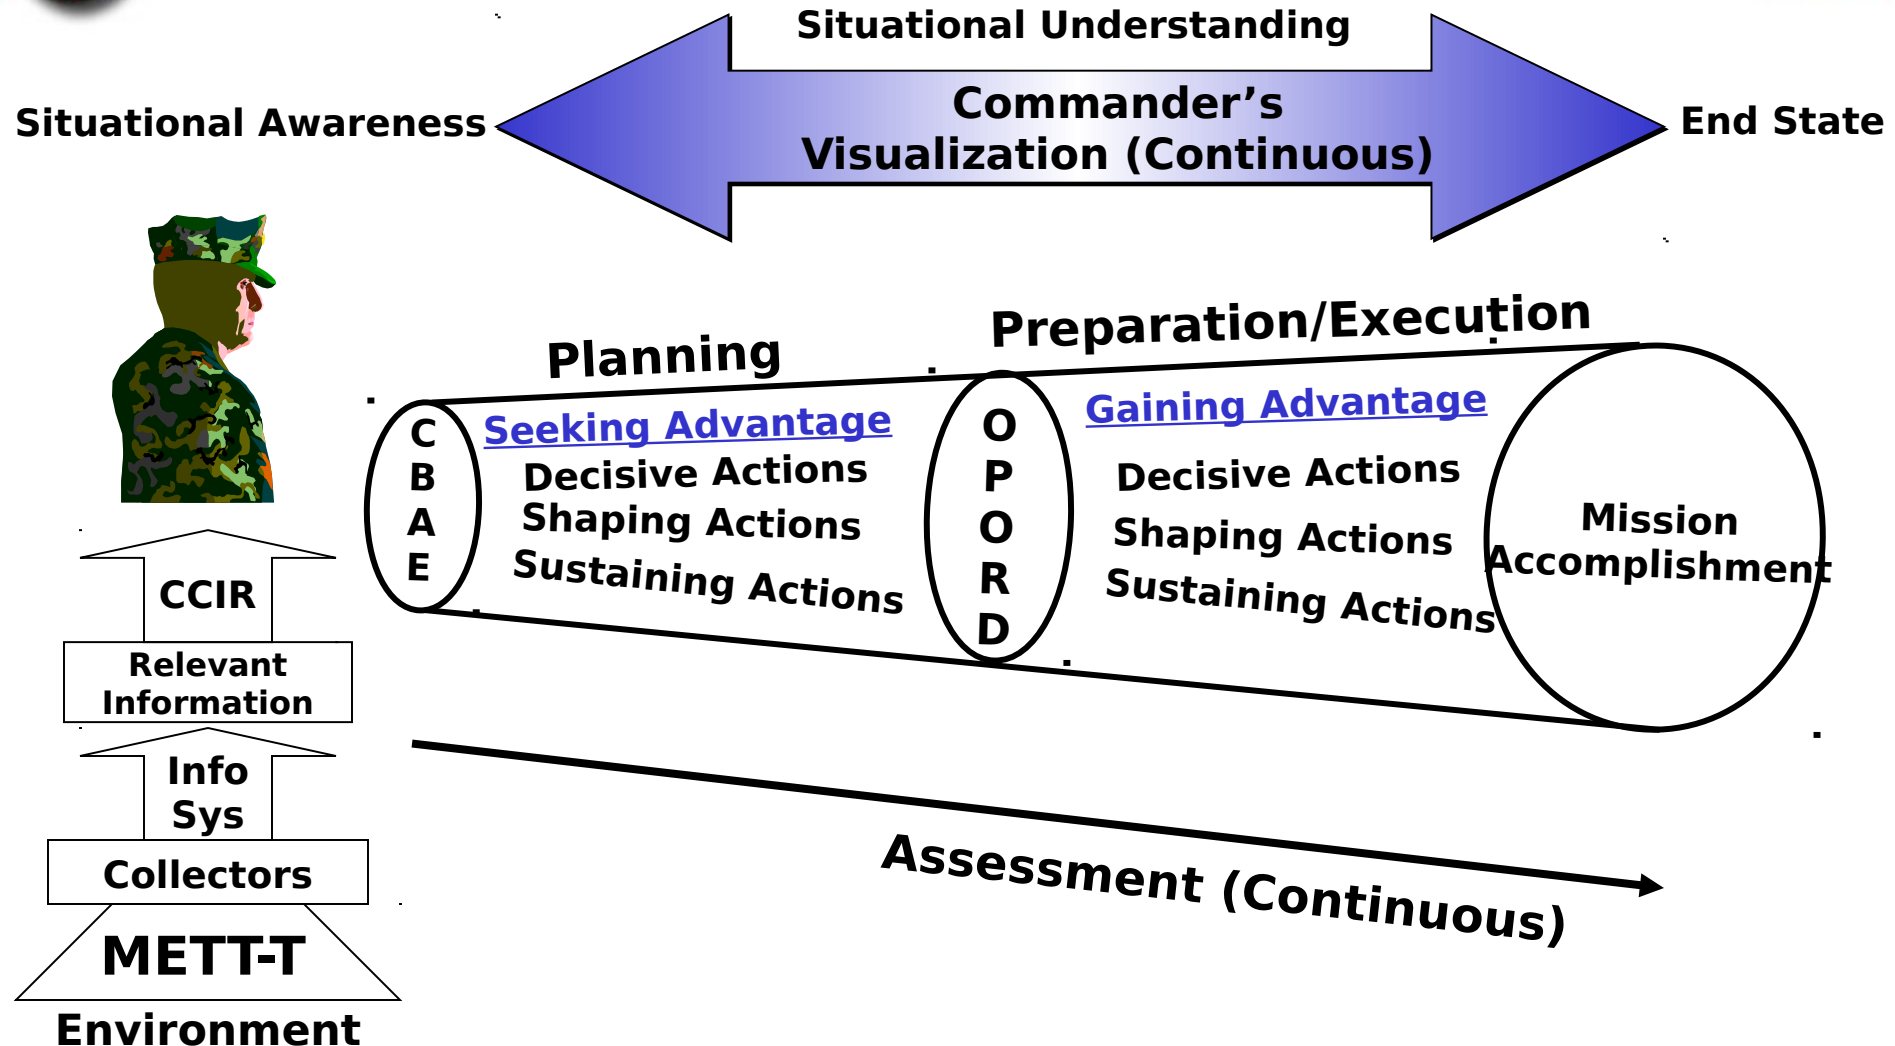 Situational Understanding
Commander’s
Visualization (Continuous)
Situational Awareness
End State
Planning
Preparation/Execution
C
B
A
E
Seeking Advantage
Decisive Actions
Shaping Actions
Sustaining Actions
O
P
O
R
D
Gaining Advantage
Decisive Actions
Shaping Actions
Sustaining Actions
Mission
Accomplishment
CCIR
Relevant
Information
Info
Sys
Collectors
METT-T
Environment
Assessment (Continuous)